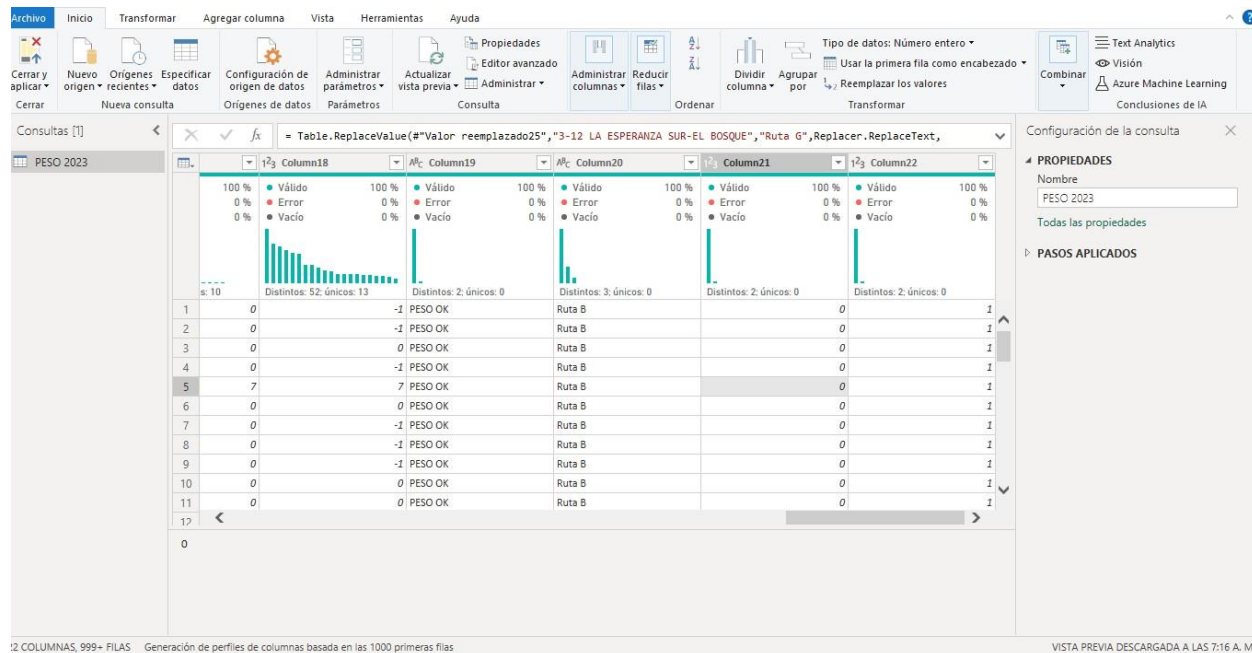 Archivo Inicio Transformar Agregar columna Vista Herramientas Ayuda
Cerrar y aplicar
Nuevo origen
Orígenes recientes
Especificar datos
Configuración de origen de datos
Administrar parámetros
Actualizar vista previa
Propiedades
Editor avanzado
Administrar
Administrar columnas
Reducir filas
Dividir columna
Agrupar por
Tipo de datos: Número entero
Usar la primera fila como encabezado
Reemplazar los valores
Combinar
Text Analytics
Visión
Azure Machine Learning
Cerrar Nueva consulta Orígenes de datos Parámetros Consulta Ordenar Transformar Conclusiones de IA
Consultas [1]
PESO 2023
fx = Table.ReplaceValue(#"Valor reemplazado25","3-12 LA ESPERANZA SUR-EL BOSQUE","Ruta G",Replacer.ReplaceText,
1²3 Column18 ABC Column19 ABC Column20 1²3 Column21 1²3 Column22
100 % Válido 100 % Válido 100 % Válido 100 % Válido 100 % Válido 100 %
0 % Error 0 % Error 0 % Error 0 % Error 0 % Error 0 %
0 % Vacío 0 % Vacío 0 % Vacío 0 % Vacío 0 % Vacío 0 %
s: 10 Distintos: 52; únicos: 13 Distintos: 2; únicos: 0 Distintos: 3; únicos: 0 Distintos: 2; únicos: 0 Distintos: 2; únicos: 0
1 0 -1 PESO OK Ruta B 0 1
2 0 -1 PESO OK Ruta B 0 1
3 0 0 PESO OK Ruta B 0 1
4 0 -1 PESO OK Ruta B 0 1
5 7 7 PESO OK Ruta B 0 1
6 0 0 PESO OK Ruta B 0 1
7 0 -1 PESO OK Ruta B 0 1
8 0 -1 PESO OK Ruta B 0 1
9 0 -1 PESO OK Ruta B 0 1
10 0 0 PESO OK Ruta B 0 1
11 0 0 PESO OK Ruta B 0 1
12
0
Configuración de la consulta
PROPIEDADES
Nombre
PESO 2023
Todas las propiedades
PASOS APLICADOS
22 COLUMNAS, 999+ FILAS Generación de perfiles de columnas basada en las 1000 primeras filas
VISTA PREVIA DESCARGADA A LAS 7:16 A. M